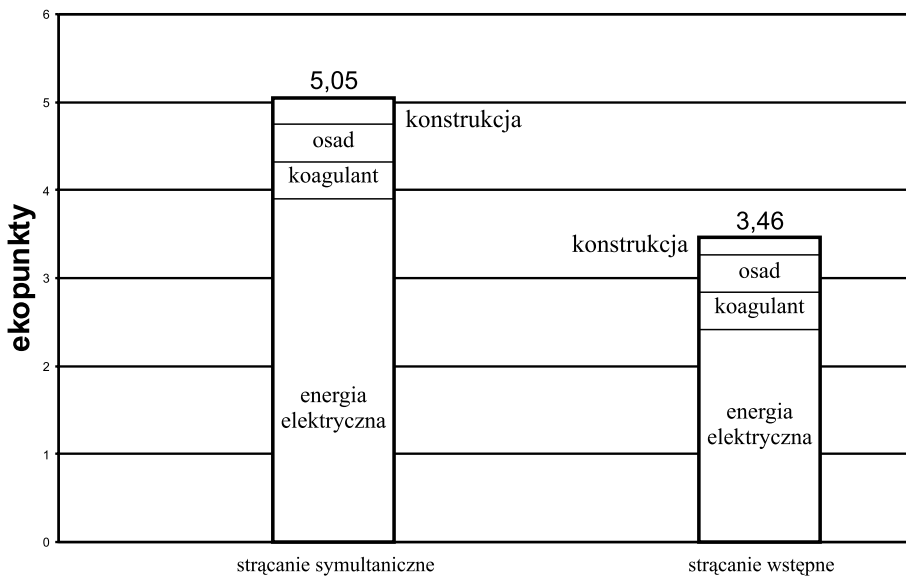 ekopunkty
6
5
4
3
2
1
0
5,05
konstrukcja
osad
koagulant
energia
elektryczna
3,46
konstrukcja
osad
koagulant
energia
elektryczna
strącanie symultaniczne
strącanie wstępne